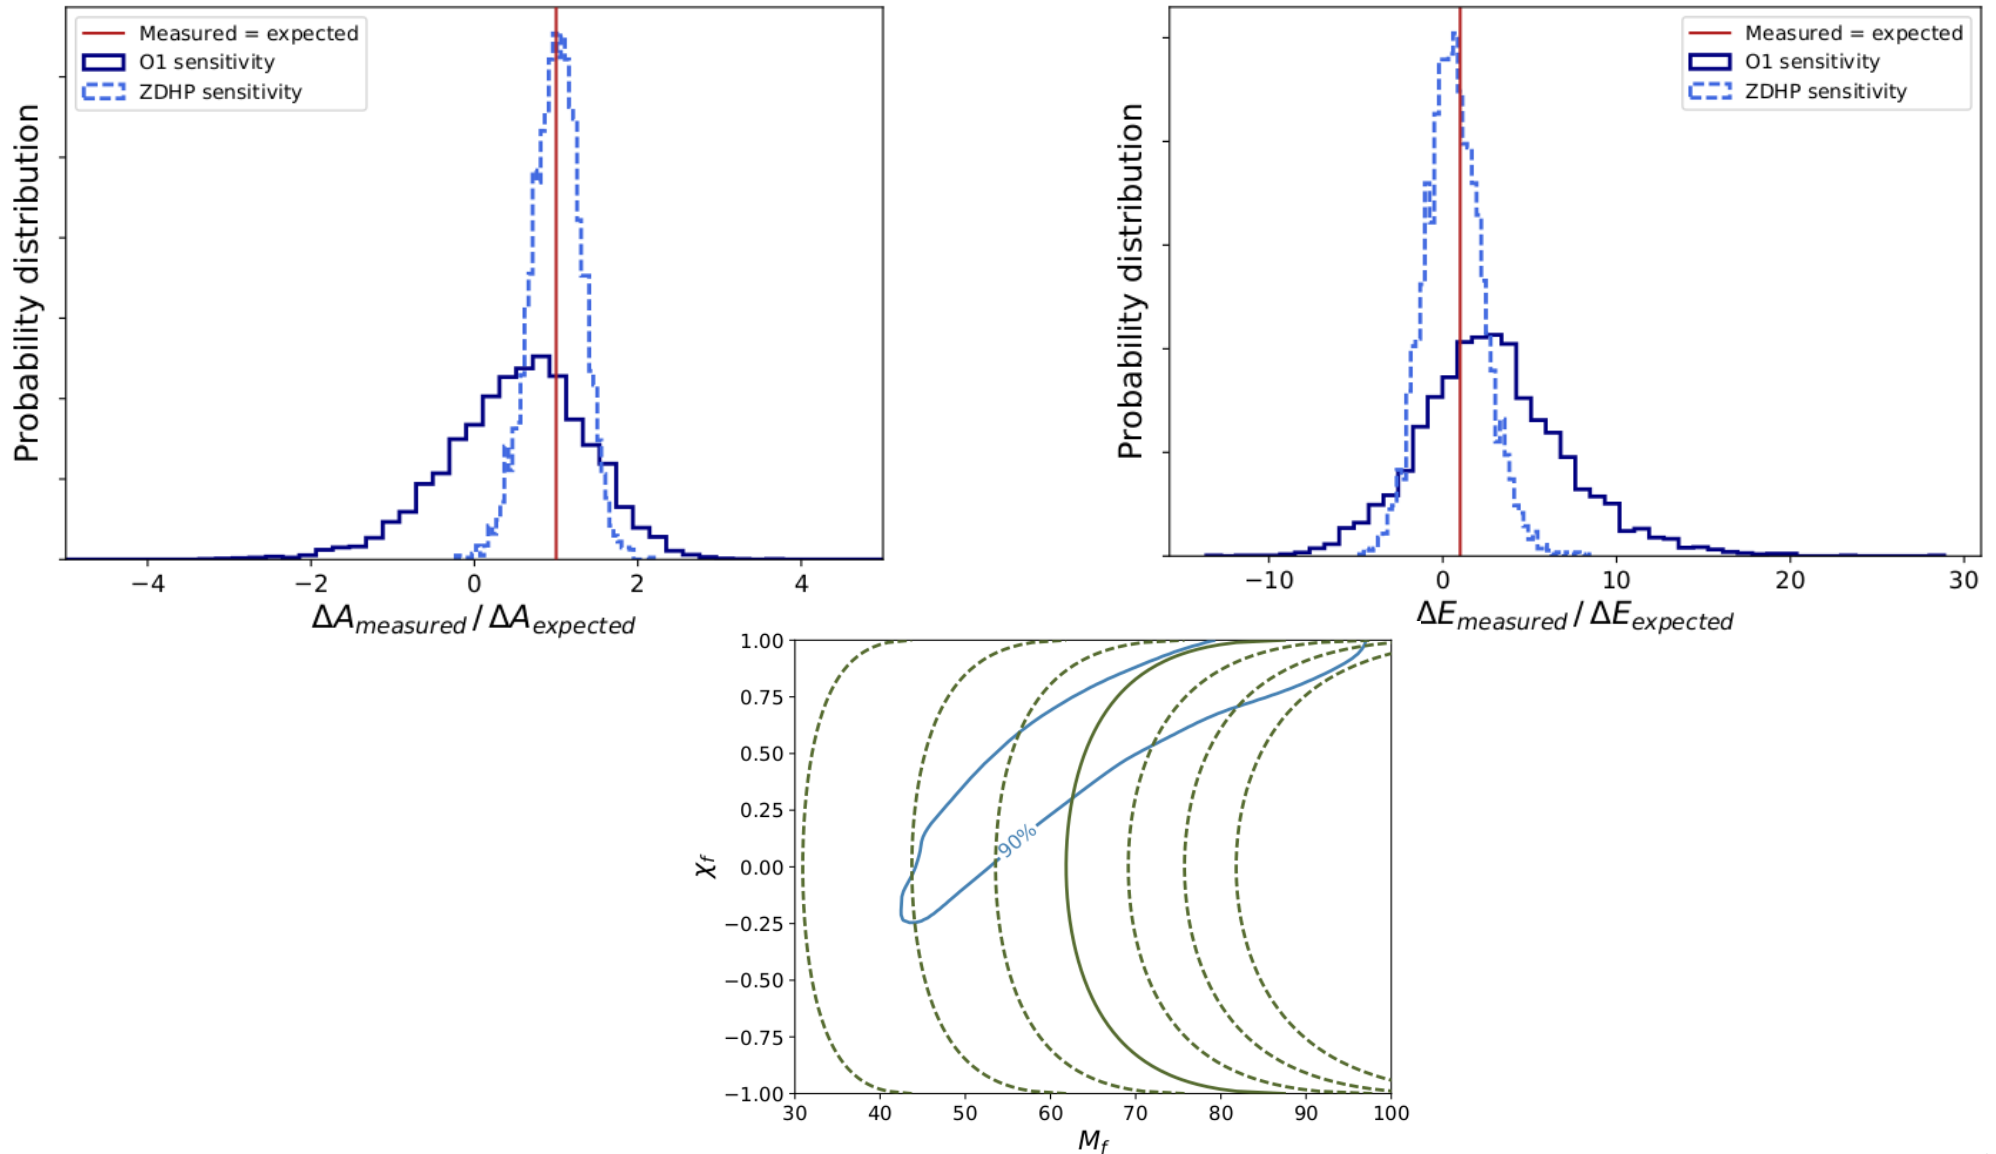 Probability distribution
Measured = expected
O1 sensitivity
ZDHP sensitivity
−4 −2 0 2 4
ΔA_measured / ΔA_expected
Probability distribution
Measured = expected
O1 sensitivity
ZDHP sensitivity
−10 0 10 20 30
ΔE_measured / ΔE_expected
χ_f
1.00
0.75
0.50
0.25
0.00
−0.25
−0.50
−0.75
−1.00
90%
30 40 50 60 70 80 90 100
M_f